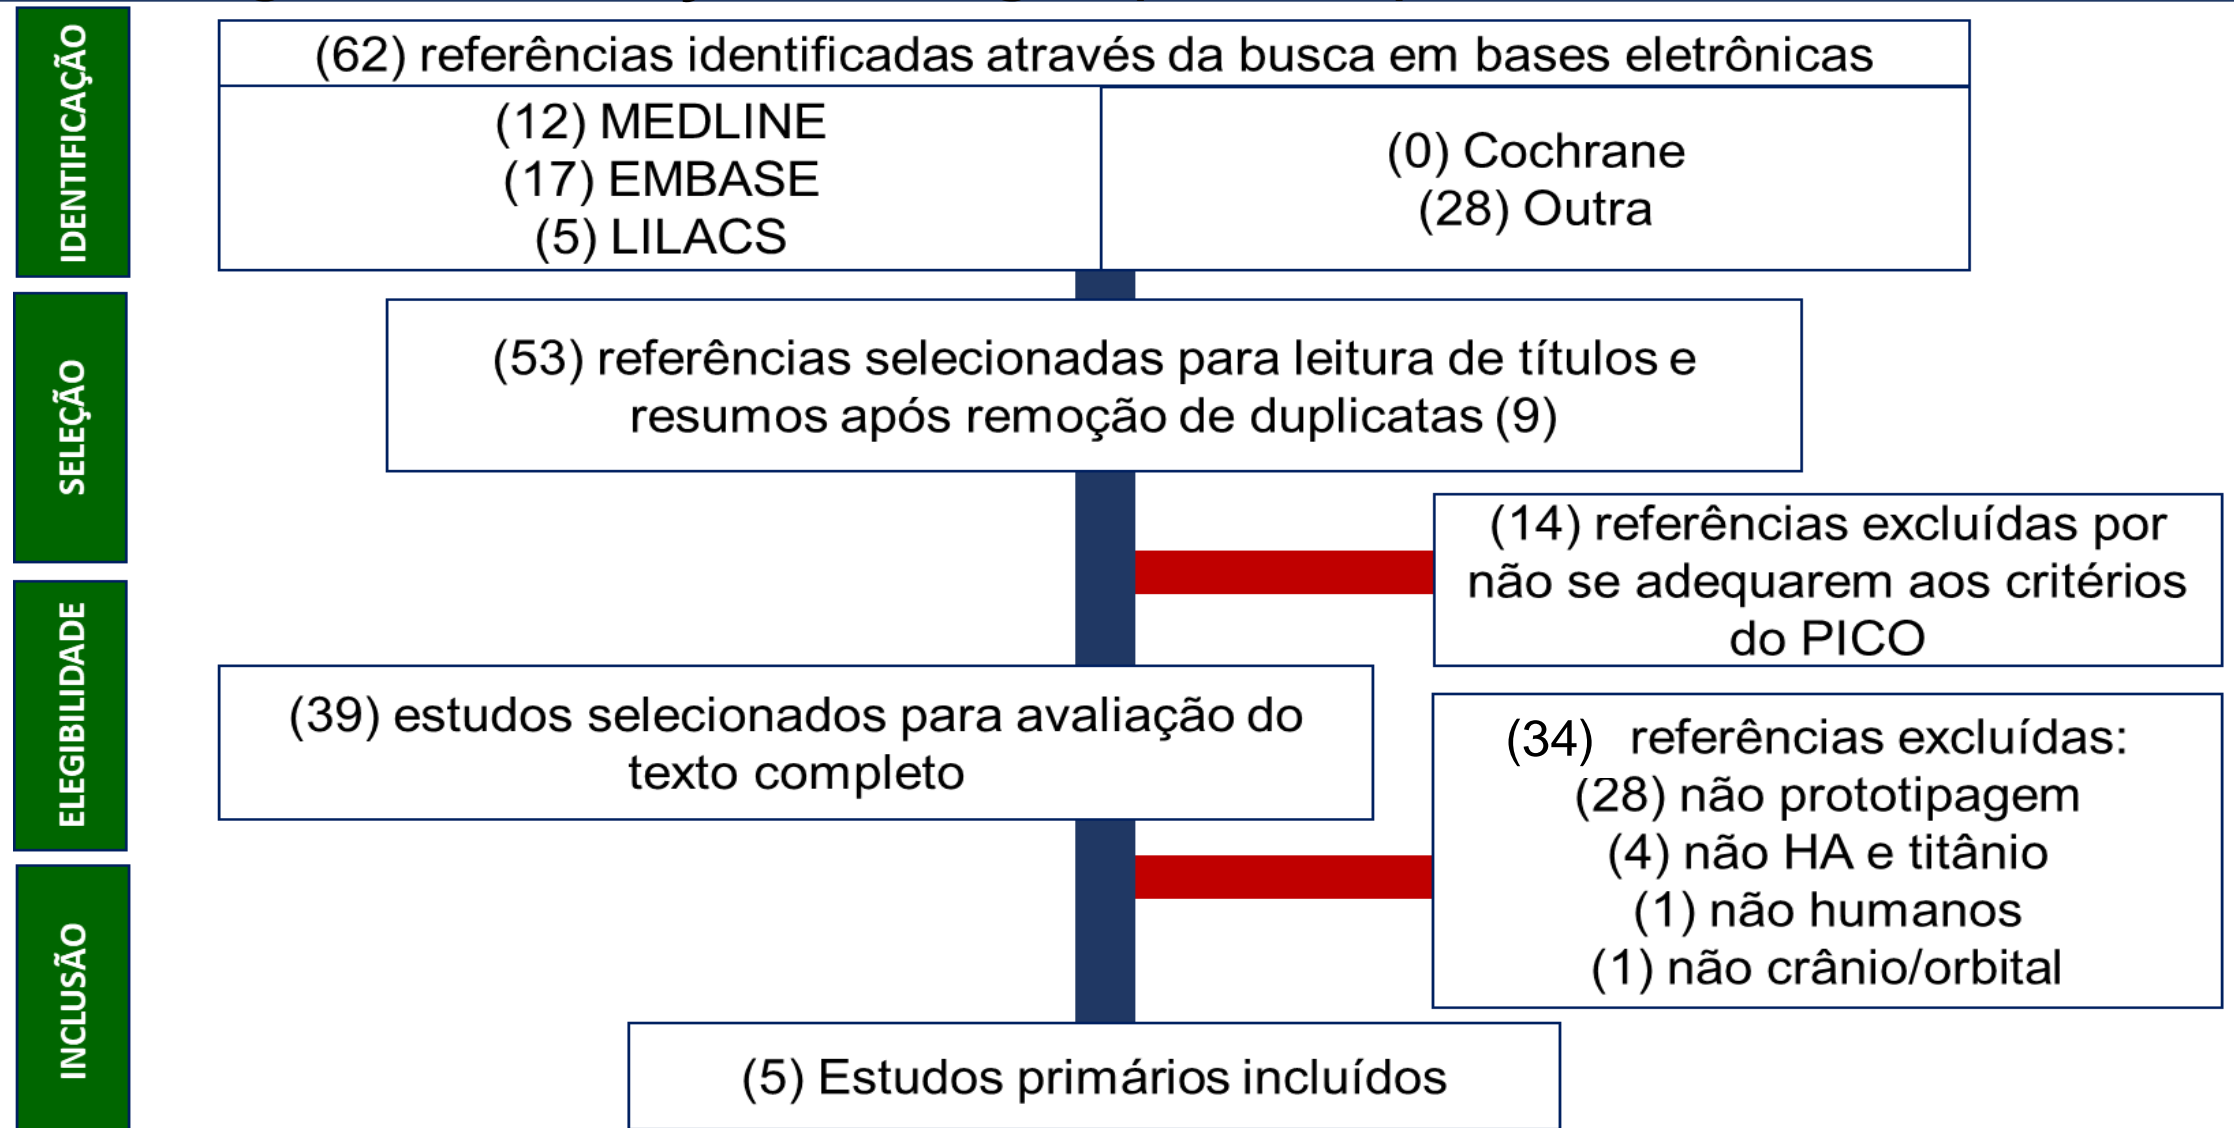 IDENTIFICAÇÃO
(62) referências identificadas através da busca em bases eletrônicas
(12) MEDLINE
(17) EMBASE
(5) LILACS
(0) Cochrane
(28) Outra
SELEÇÃO
(53) referências selecionadas para leitura de títulos e
resumos após remoção de duplicatas (9)
(14) referências excluídas por
não se adequarem aos critérios
do PICO
ELEGIBILIDADE
(39) estudos selecionados para avaliação do
texto completo
(34) referências excluídas:
(28) não prototipagem
(4) não HA e titânio
(1) não humanos
(1) não crânio/orbital
INCLUSÃO
(5) Estudos primários incluídos